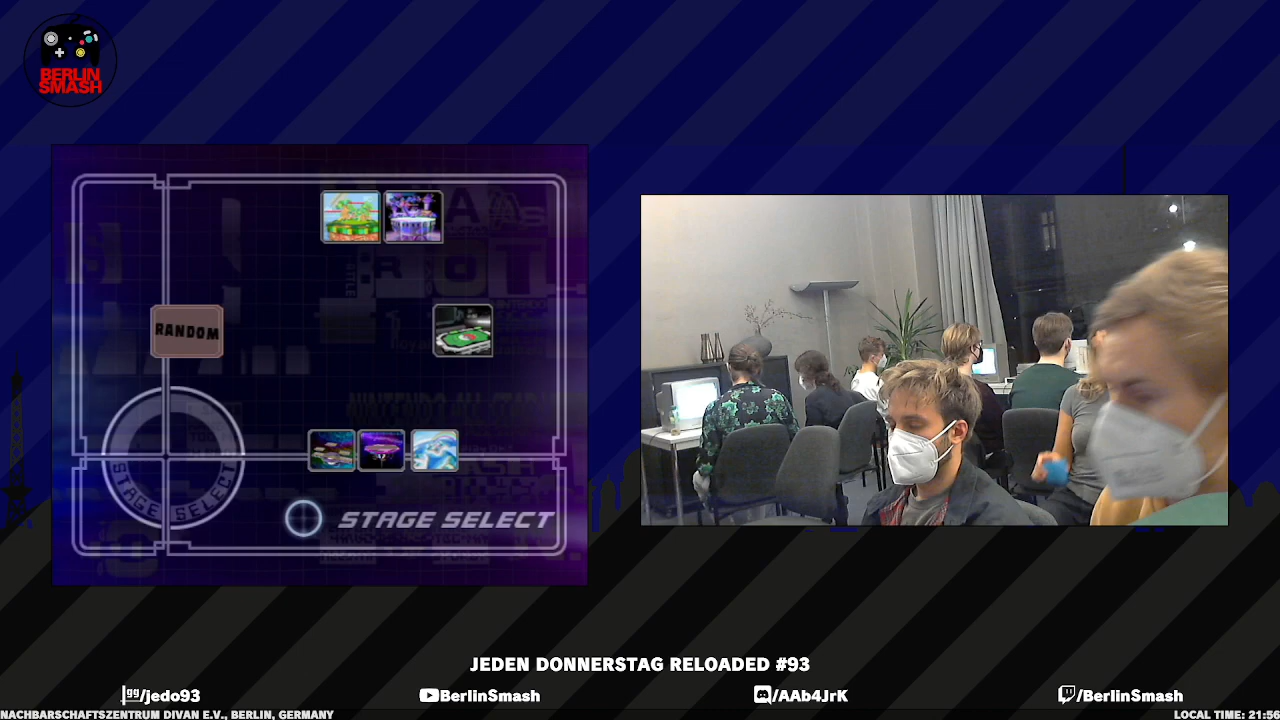 BERLIN
SMASH
RANDOM
STAGE SELECT
STAGE SELECT
JEDEN DONNERSTAG RELOADED #93
gg/jedo93
BerlinSmash
/AAb4JrK
/BerlinSmash
NACHBARSCHAFTSZENTRUM DIVAN E.V., BERLIN, GERMANY
LOCAL TIME: 21:56